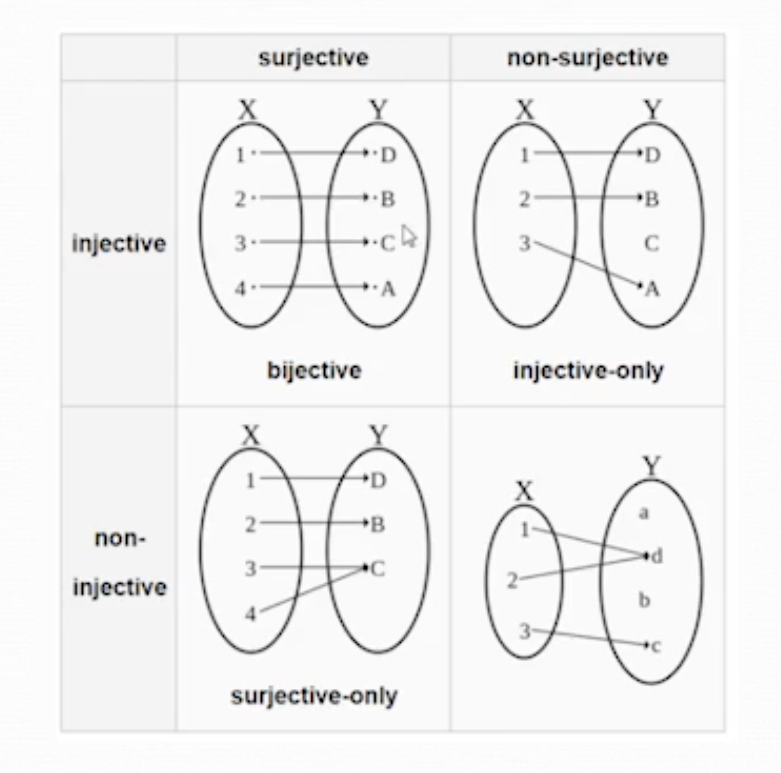 surjective non-surjective
injective
X Y
1 D
2 B
3 C
4 A
bijective
X Y
1 D
2 B
3 C
A
injective-only
non-
injective
X Y
1 D
2 B
3 C
4
surjective-only
X Y
a
1 d
2 b
3 c